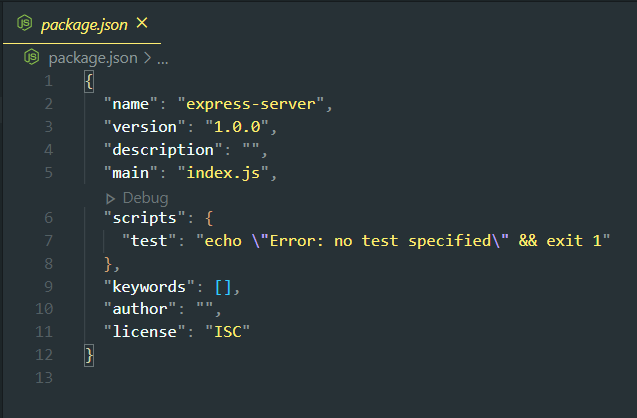 package.json ×
package.json > ...
1 {
2 "name": "express-server",
3 "version": "1.0.0",
4 "description": "",
5 "main": "index.js",
Debug
6 "scripts": {
7 "test": "echo \"Error: no test specified\" && exit 1"
8 },
9 "keywords": [],
10 "author": "",
11 "license": "ISC"
12 }
13